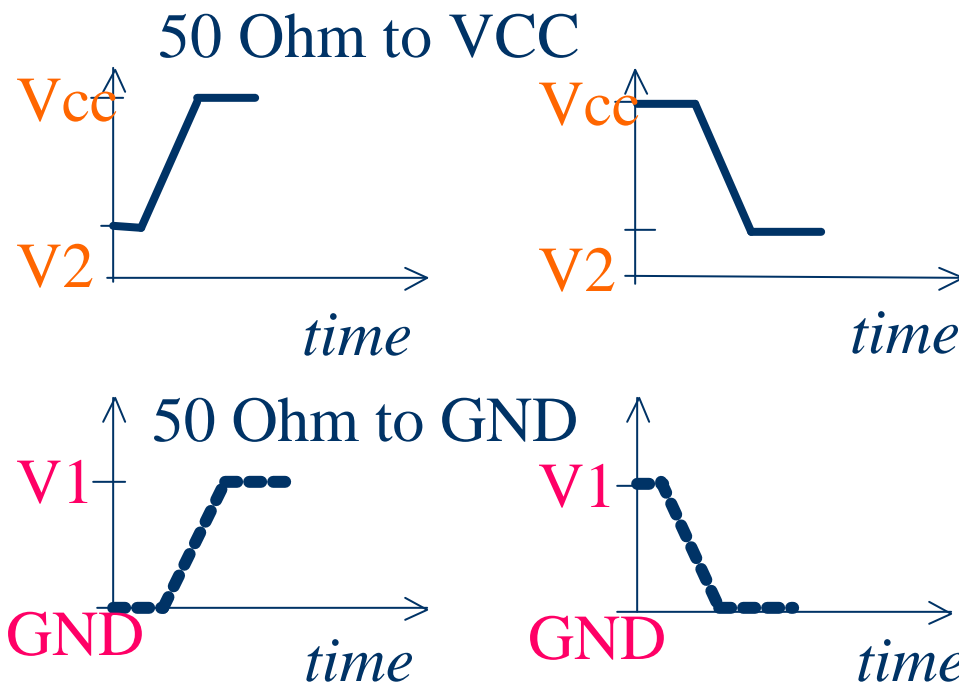 50 Ohm to VCC
Vcc
Vcc
V2
V2
time
time
50 Ohm to GND
V1
V1
GND
GND
time
time